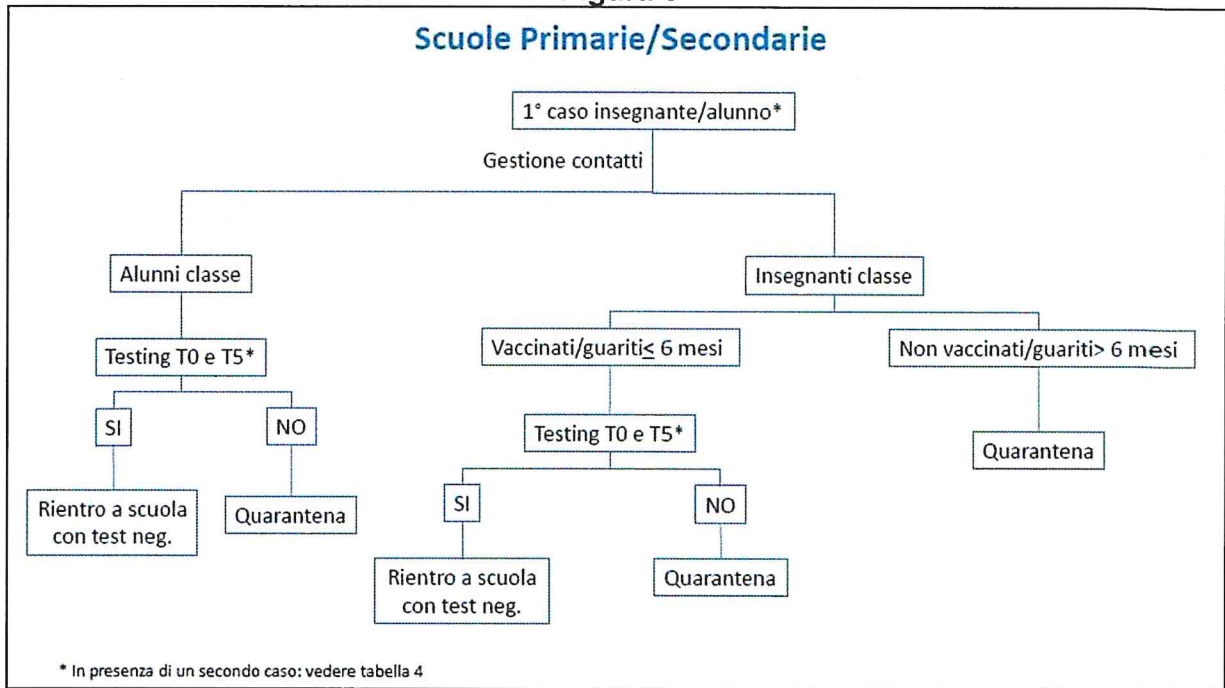 Scuole Primarie/Secondarie
1° caso insegnante/alunno*
Gestione contatti
Alunni classe
Insegnanti classe
Testing T0 e T5*
Vaccinati/guariti≤ 6 mesi
Non vaccinati/guariti> 6 mesi
SI
NO
Testing T0 e T5*
Quarantena
Rientro a scuola
con test neg.
Quarantena
SI
NO
Rientro a scuola
con test neg.
Quarantena
* In presenza di un secondo caso: vedere tabella 4